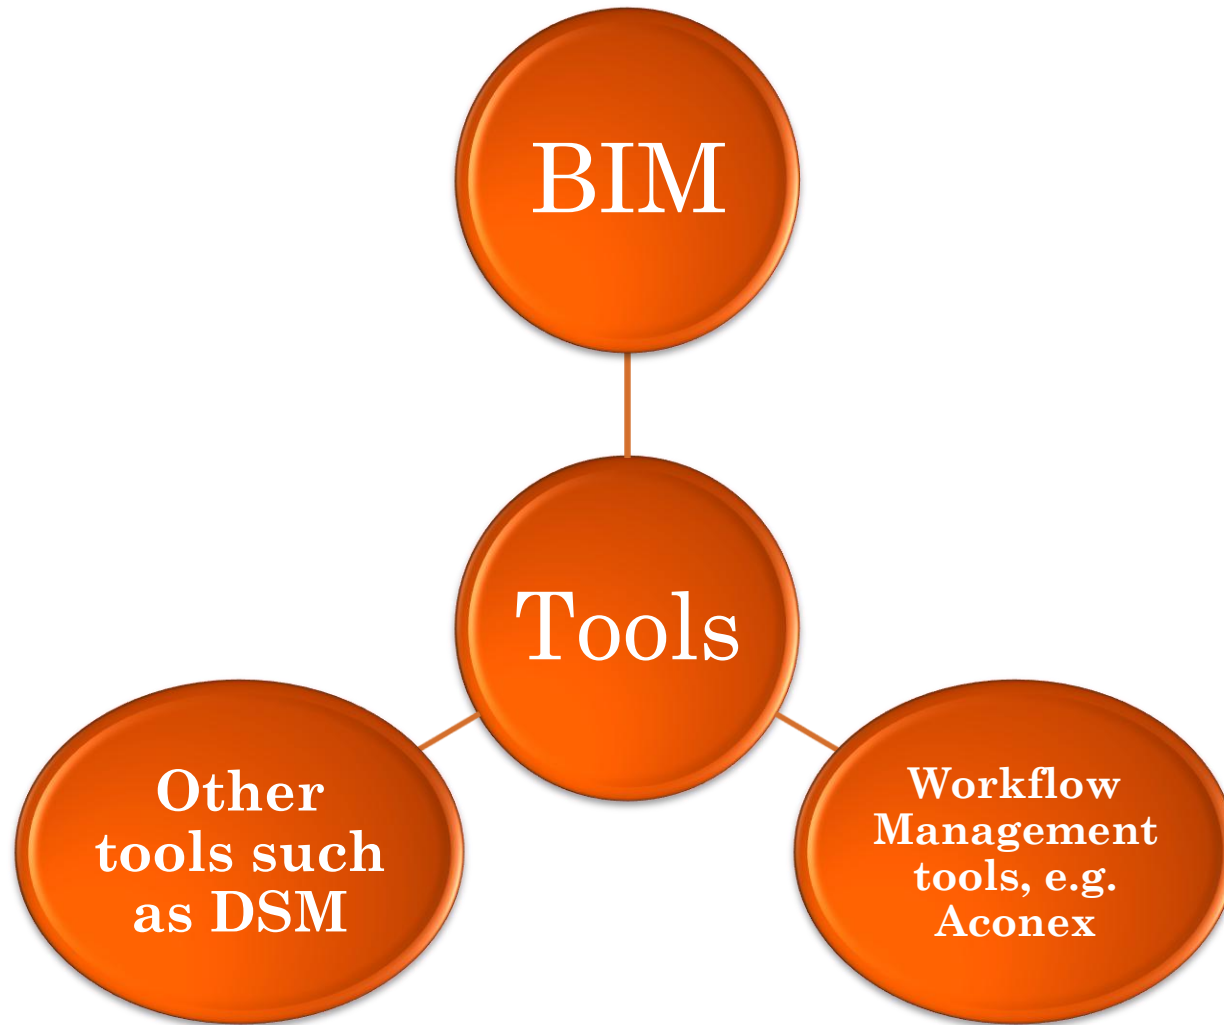 BIM
Tools
Other
tools such
as DSM
Workflow
Management
tools, e.g.
Aconex